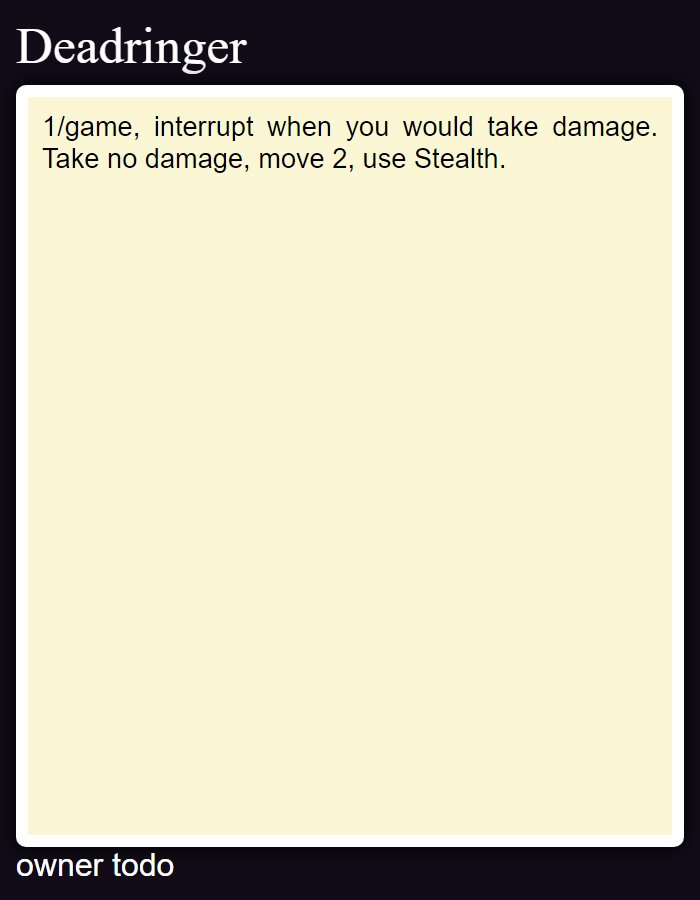 Deadringer
1/game, interrupt when you would take damage.
Take no damage, move 2, use Stealth.
owner todo